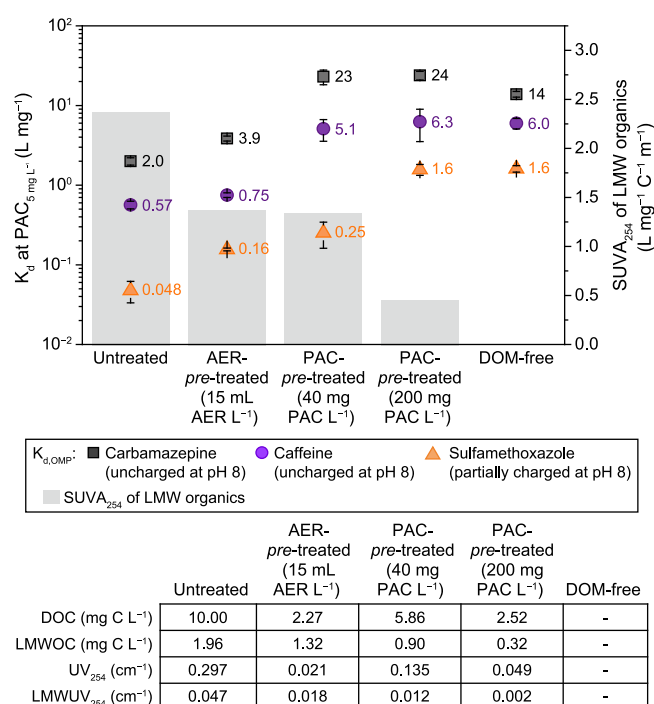 10²
10¹
10⁰
10⁻¹
10⁻²
K_d at PAC_5 mg L⁻¹ (L mg⁻¹)
2.0
0.57
0.048
3.9
0.75
0.16
23
5.1
0.25
24
6.3
1.6
14
6.0
1.6
3.0
2.5
2.0
1.5
1.0
0.5
0.0
SUVA₂₅₄ of LMW organics
(L mg⁻¹ C⁻¹ m⁻¹)
Untreated
AER-
pre-treated
(15 mL
AER L⁻¹)
PAC-
pre-treated
(40 mg
PAC L⁻¹)
PAC-
pre-treated
(200 mg
PAC L⁻¹)
DOM-free
K_d,OMP: Carbamazepine Caffeine Sulfamethoxazole
(uncharged at pH 8) (uncharged at pH 8) (partially charged at pH 8)
SUVA₂₅₄ of LMW organics
Untreated
AER-
pre-treated
(15 mL
AER L⁻¹)
PAC-
pre-treated
(40 mg
PAC L⁻¹)
PAC-
pre-treated
(200 mg
PAC L⁻¹)
DOM-free
DOC (mg C L⁻¹) 10.00 2.27 5.86 2.52 -
LMWOC (mg C L⁻¹) 1.96 1.32 0.90 0.32 -
UV₂₅₄ (cm⁻¹) 0.297 0.021 0.135 0.049 -
LMWUV₂₅₄ (cm⁻¹) 0.047 0.018 0.012 0.002 -